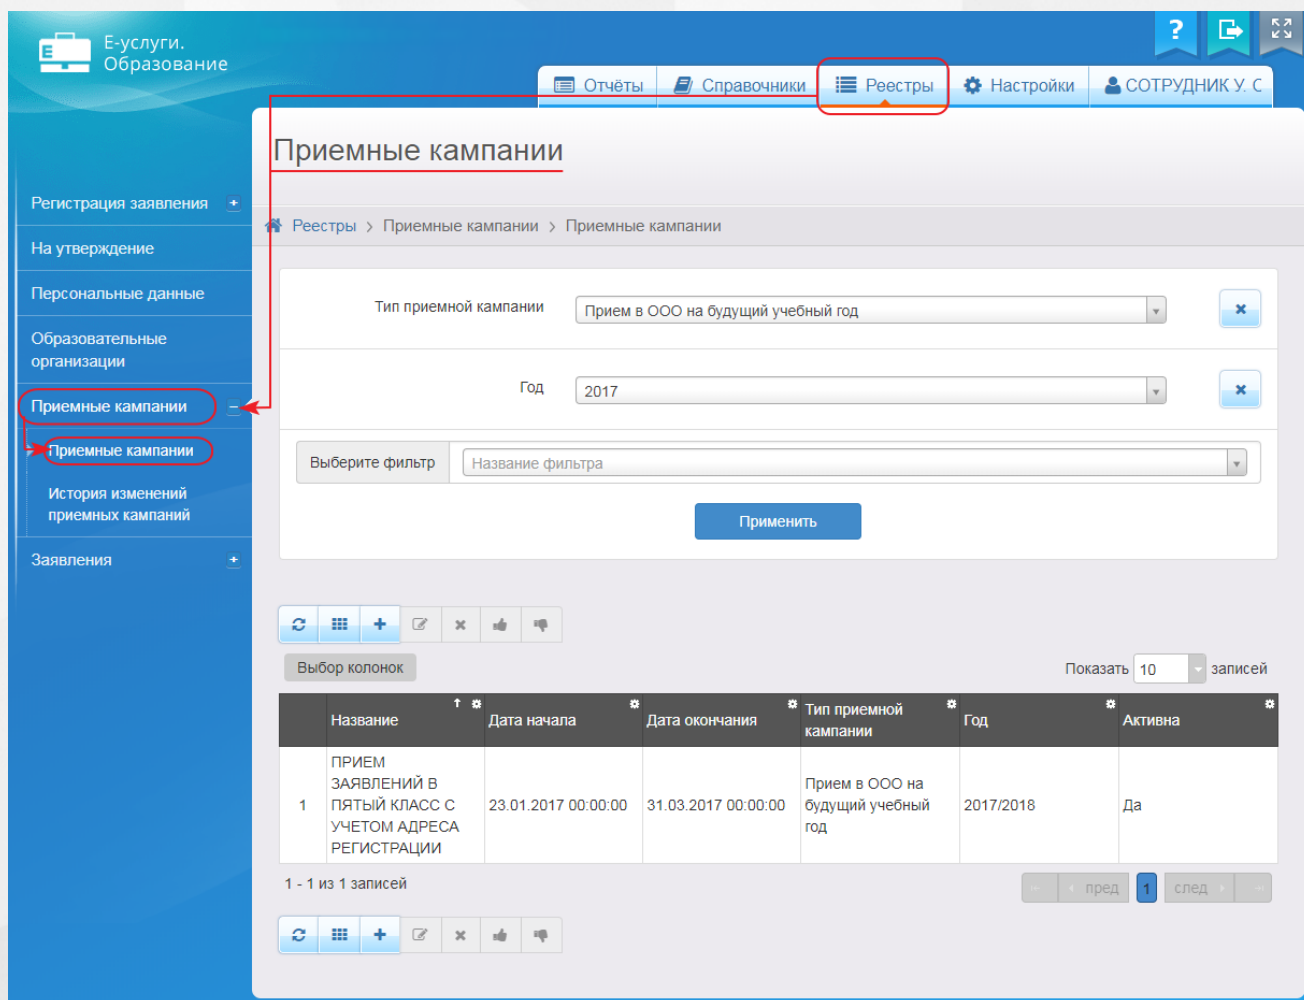 Е-услуги.
Образование
?
Отчёты
Справочники
Реестры
Настройки
СОТРУДНИК У. О
Приемные кампании
Регистрация заявления
На утверждение
Персональные данные
Образовательные
организации
Приемные кампании
Приемные кампании
История изменений
приемных кампаний
Заявления
Реестры > Приемные кампании > Приемные кампании
Тип приемной кампании
Прием в ООО на будущий учебный год
Год
2017
Выберите фильтр
Название фильтра
Применить
Выбор колонок
Показать 10 записей
Название
Дата начала
Дата окончания
Тип приемной
кампании
Год
Активна
1
ПРИЕМ
ЗАЯВЛЕНИЙ В
ПЯТЫЙ КЛАСС С
УЧЕТОМ АДРЕСА
РЕГИСТРАЦИИ
23.01.2017 00:00:00
31.03.2017 00:00:00
Прием в ООО на
будущий учебный
год
2017/2018
Да
1 - 1 из 1 записей
пред 1 след